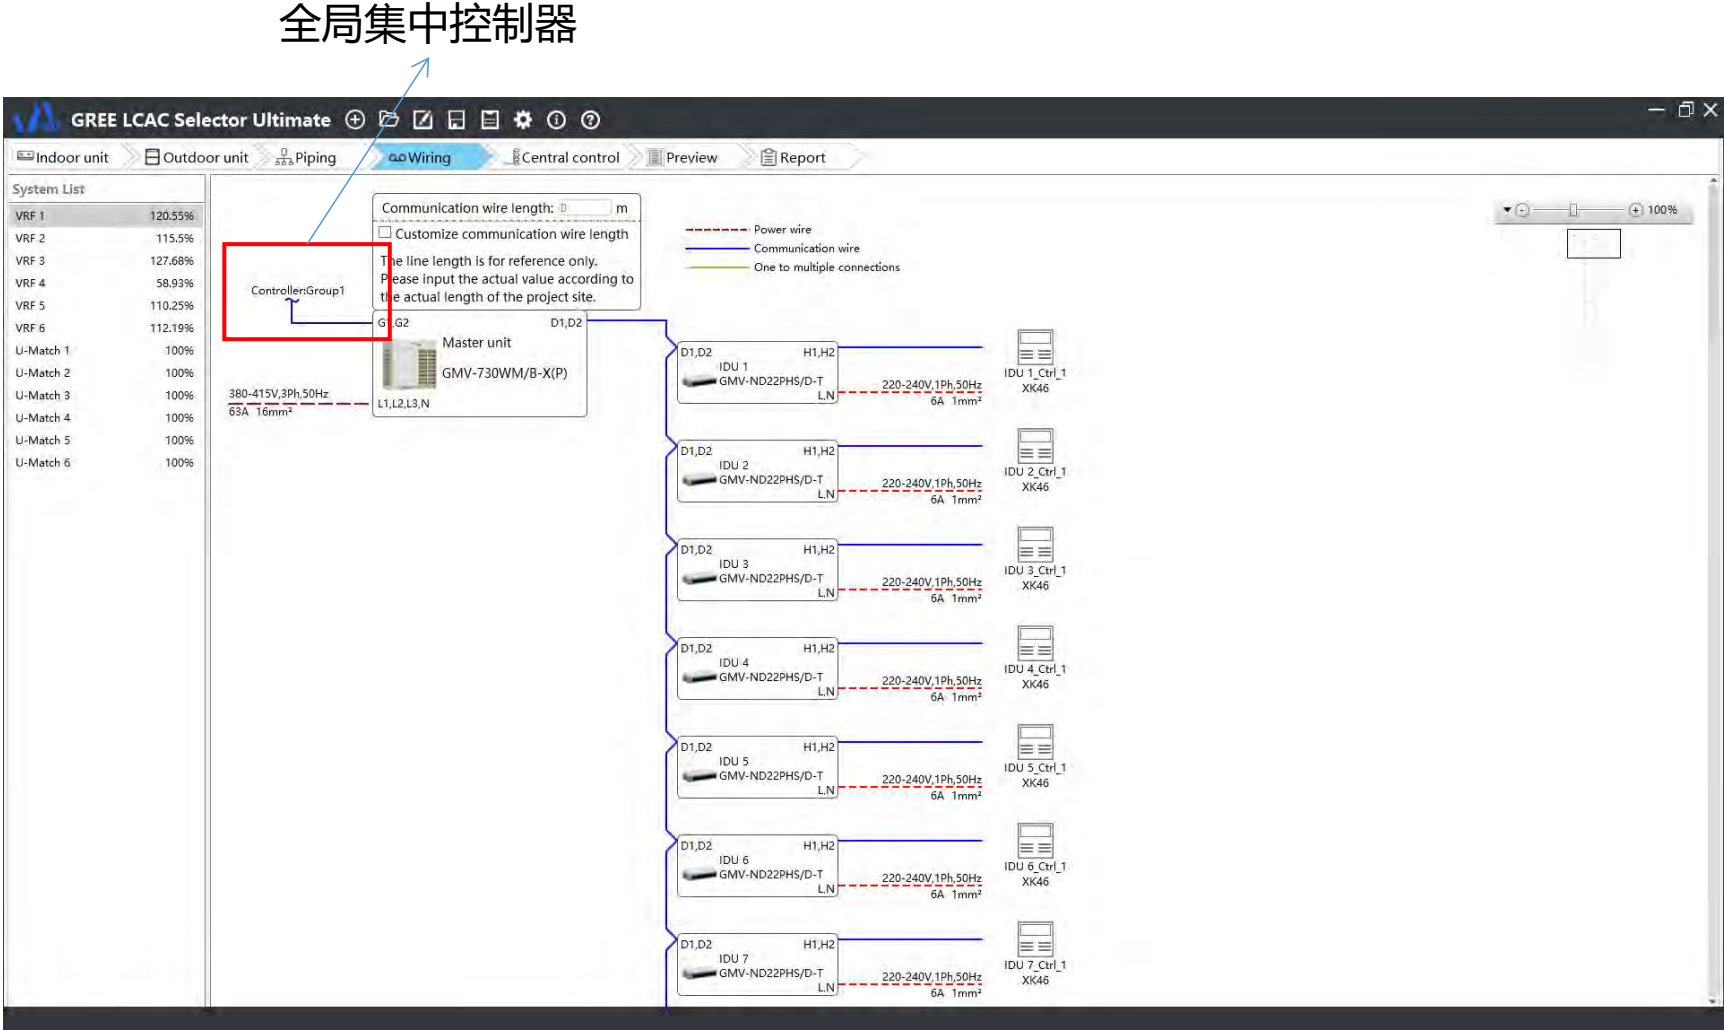 全局集中控制器
GREE LCAC Selector Ultimate
Indoor unit
Outdoor unit
Piping
Wiring
Central control
Preview
Report
System List
VRF 1 120.55%
VRF 2 115.5%
VRF 3 127.68%
VRF 4 58.93%
VRF 5 110.25%
VRF 6 112.19%
U-Match 1 100%
U-Match 2 100%
U-Match 3 100%
U-Match 4 100%
U-Match 5 100%
U-Match 6 100%
Communication wire length: 0 m
Customize communication wire length
The line length is for reference only.
Please input the actual value according to
the actual length of the project site.
Power wire
Communication wire
One to multiple connections
100%
Controller:Group1
G1,G2 D1,D2
Master unit
GMV-730WM/B-X(P)
L1,L2,L3,N
380-415V,3Ph,50Hz
63A 16mm²
D1,D2 H1,H2
IDU 1
GMV-ND22PHS/D-T
L,N
220-240V,1Ph,50Hz
6A 1mm²
IDU 1_Ctrl_1
XK46
D1,D2 H1,H2
IDU 2
GMV-ND22PHS/D-T
L,N
220-240V,1Ph,50Hz
6A 1mm²
IDU 2_Ctrl_1
XK46
D1,D2 H1,H2
IDU 3
GMV-ND22PHS/D-T
L,N
220-240V,1Ph,50Hz
6A 1mm²
IDU 3_Ctrl_1
XK46
D1,D2 H1,H2
IDU 4
GMV-ND22PHS/D-T
L,N
220-240V,1Ph,50Hz
6A 1mm²
IDU 4_Ctrl_1
XK46
D1,D2 H1,H2
IDU 5
GMV-ND22PHS/D-T
L,N
220-240V,1Ph,50Hz
6A 1mm²
IDU 5_Ctrl_1
XK46
D1,D2 H1,H2
IDU 6
GMV-ND22PHS/D-T
L,N
220-240V,1Ph,50Hz
6A 1mm²
IDU 6_Ctrl_1
XK46
D1,D2 H1,H2
IDU 7
GMV-ND22PHS/D-T
L,N
220-240V,1Ph,50Hz
6A 1mm²
IDU 7_Ctrl_1
XK46